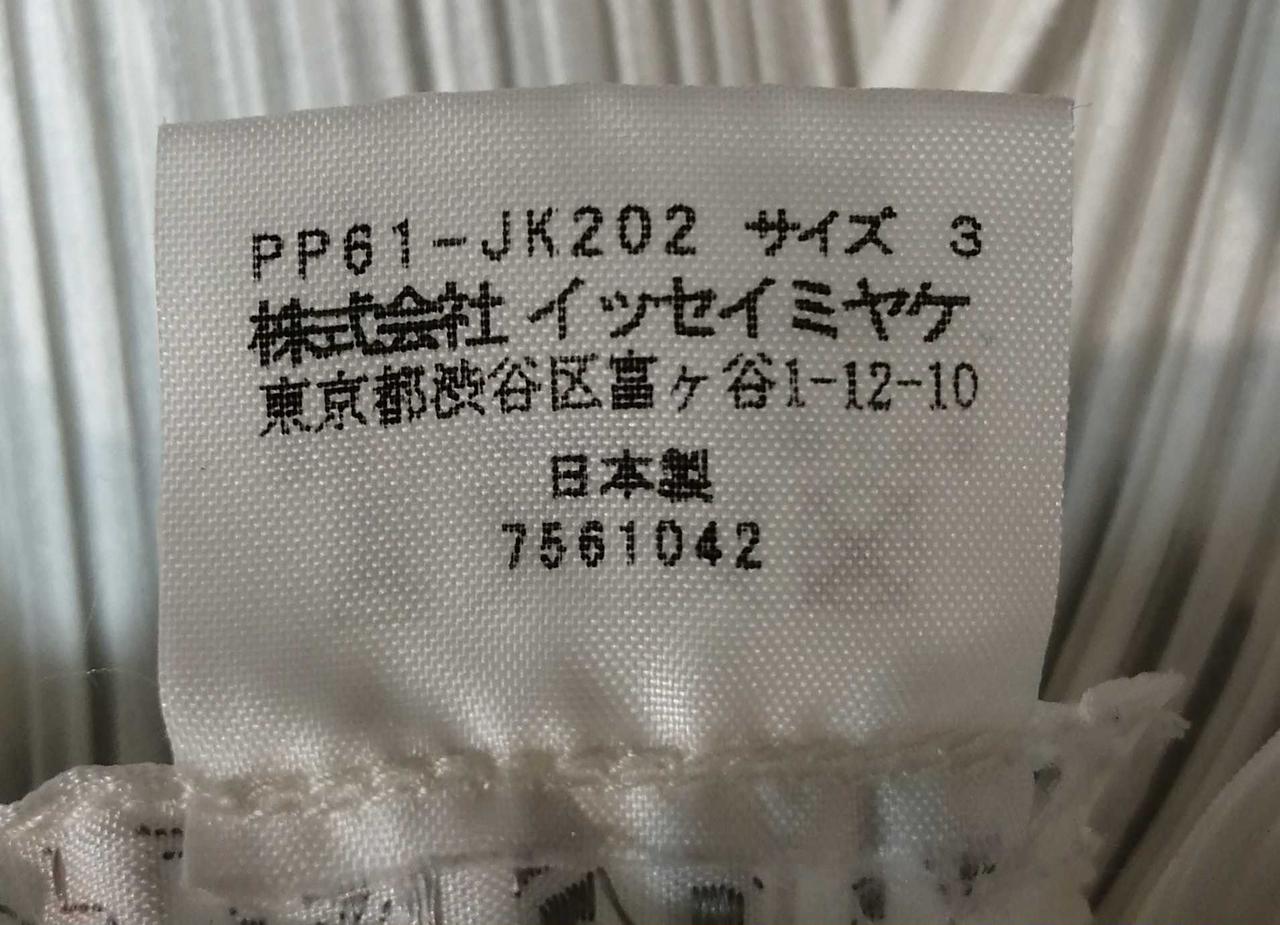 PP61-JK202 サイズ 3
株式会社 イッセイミヤケ
東京都渋谷区富ヶ谷1-12-10
日本製
7561042